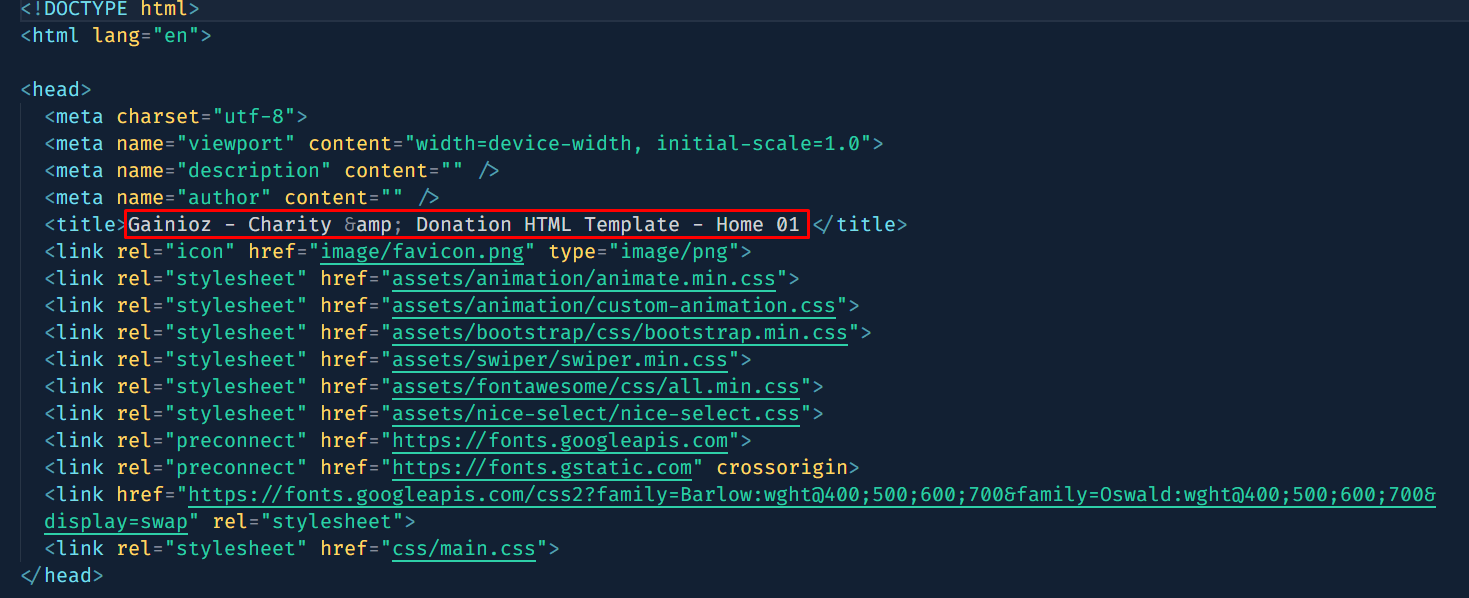 <!DOCTYPE html>
<html lang="en">
<head>
<meta charset="utf-8">
<meta name="viewport" content="width=device-width, initial-scale=1.0">
<meta name="description" content="" />
<meta name="author" content="" />
<title>Gainioz - Charity &amp; Donation HTML Template - Home 01 </title>
<link rel="icon" href="image/favicon.png" type="image/png">
<link rel="stylesheet" href="assets/animation/animate.min.css">
<link rel="stylesheet" href="assets/animation/custom-animation.css">
<link rel="stylesheet" href="assets/bootstrap/css/bootstrap.min.css">
<link rel="stylesheet" href="assets/swiper/swiper.min.css">
<link rel="stylesheet" href="assets/fontawesome/css/all.min.css">
<link rel="stylesheet" href="assets/nice-select/nice-select.css">
<link rel="preconnect" href="https://fonts.googleapis.com">
<link rel="preconnect" href="https://fonts.gstatic.com" crossorigin>
<link href="https://fonts.googleapis.com/css2?family=Barlow:wght@400;500;600;700&family=Oswald:wght@400;500;600;700&
display=swap" rel="stylesheet">
<link rel="stylesheet" href="css/main.css">
</head>